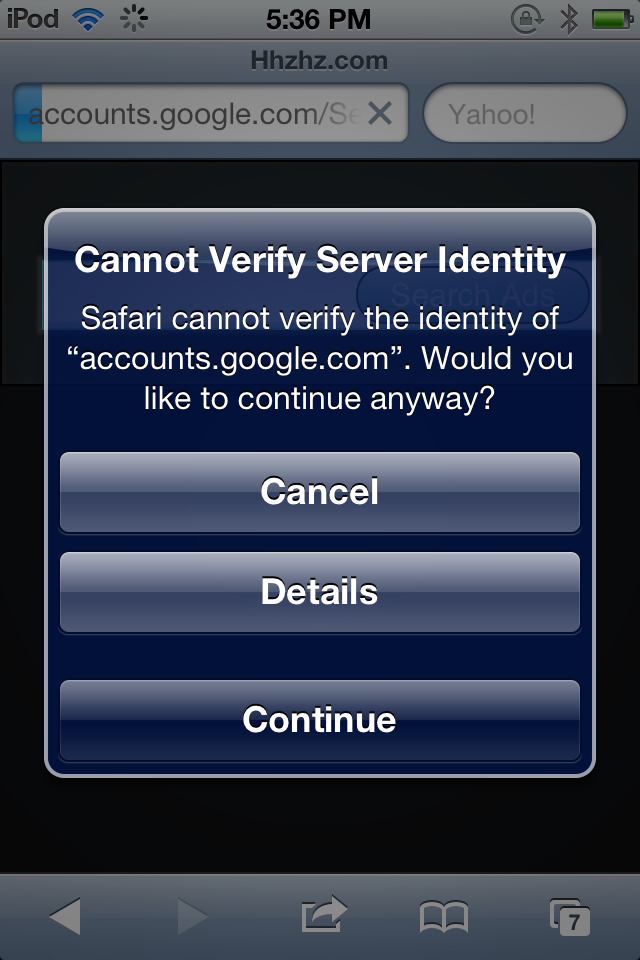 iPod 5:36 PM
Hhzhz.com
accounts.google.com/Se Yahoo!
Cannot Verify Server Identity
Search Ads
Safari cannot verify the identity of
“accounts.google.com”. Would you
like to continue anyway?
Cancel
Details
Continue
7